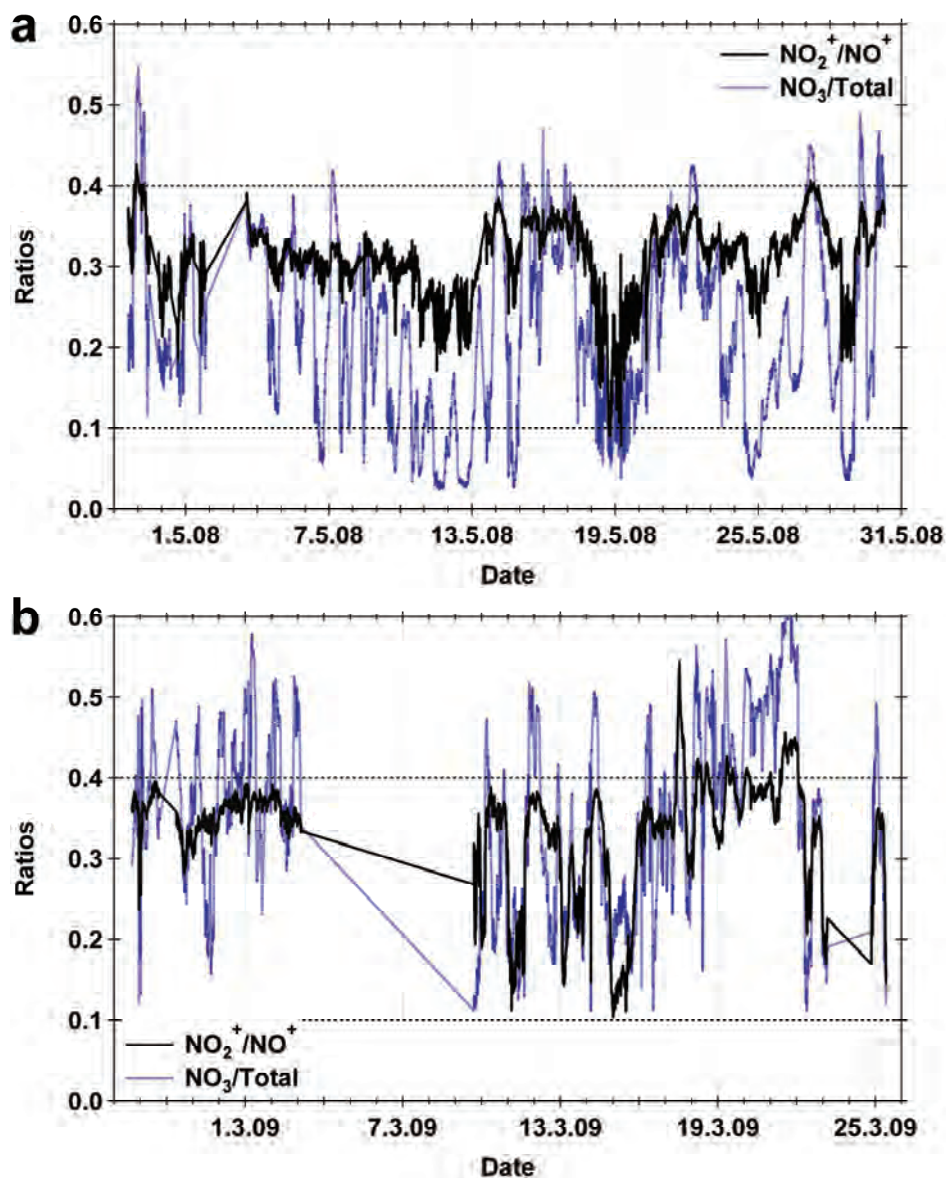 a
0.6
NO₂⁺/NO⁺
NO₃/Total
0.5
0.4
Ratios
0.3
0.2
0.1
0.0
1.5.08 7.5.08 13.5.08 19.5.08 25.5.08 31.5.08
Date
b
0.6
0.5
0.4
Ratios
0.3
0.2
0.1
NO₂⁺/NO⁺
NO₃/Total
0.0
1.3.09 7.3.09 13.3.09 19.3.09 25.3.09
Date